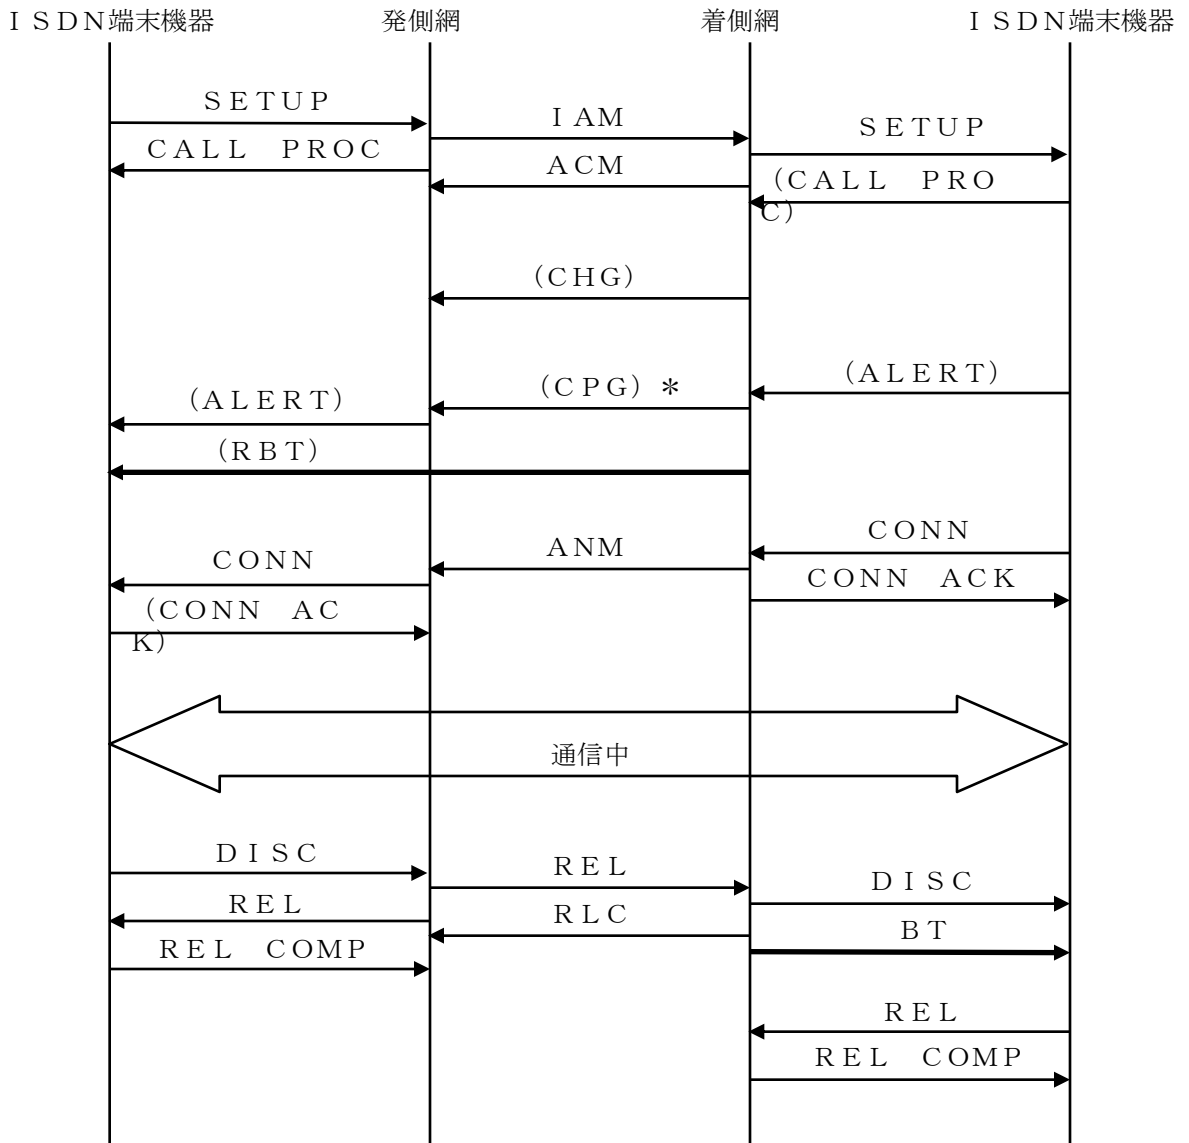 ＩＳＤＮ端末機器
発側網
着側網
ＩＳＤＮ端末機器
ＳＥＴＵＰ
ＩＡＭ
ＳＥＴＵＰ
ＣＡＬＬ　ＰＲＯＣ
ＡＣＭ
（ＣＡＬＬ　ＰＲＯ
Ｃ）
（ＣＨＧ）
（ＡＬＥＲＴ）
（ＣＰＧ）＊
（ＡＬＥＲＴ）
（ＲＢＴ）
ＣＯＮＮ
ＡＮＭ
ＣＯＮＮ
ＣＯＮＮ　ＡＣＫ
（ＣＯＮＮ　ＡＣ
Ｋ）
通信中
ＤＩＳＣ
ＲＥＬ
ＤＩＳＣ
ＲＥＬ
ＲＬＣ
ＢＴ
ＲＥＬ　ＣＯＭＰ
ＲＥＬ
ＲＥＬ　ＣＯＭＰ